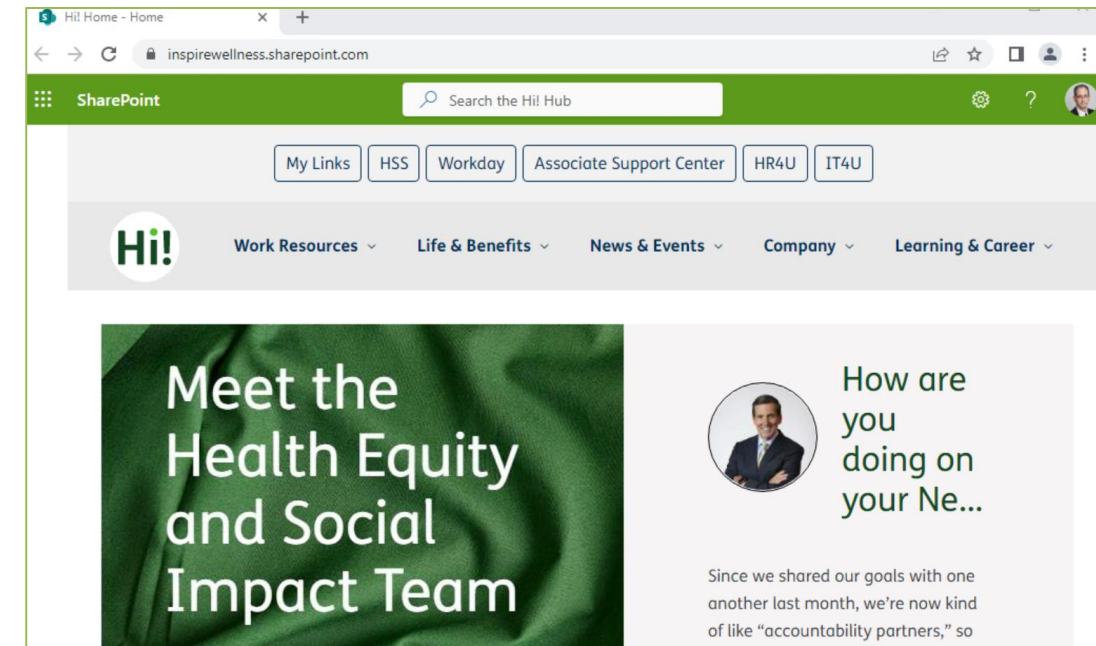 Hi! Home - Home
inspirewellness.sharepoint.com
SharePoint
Search the Hi! Hub
My Links HSS Workday Associate Support Center HR4U IT4U
Hi! Work Resources Life & Benefits News & Events Company Learning & Career
Meet the
Health Equity
and Social
Impact Team
How are
you
doing on
your Ne...
Since we shared our goals with one
another last month, we're now kind
of like “accountability partners,” so